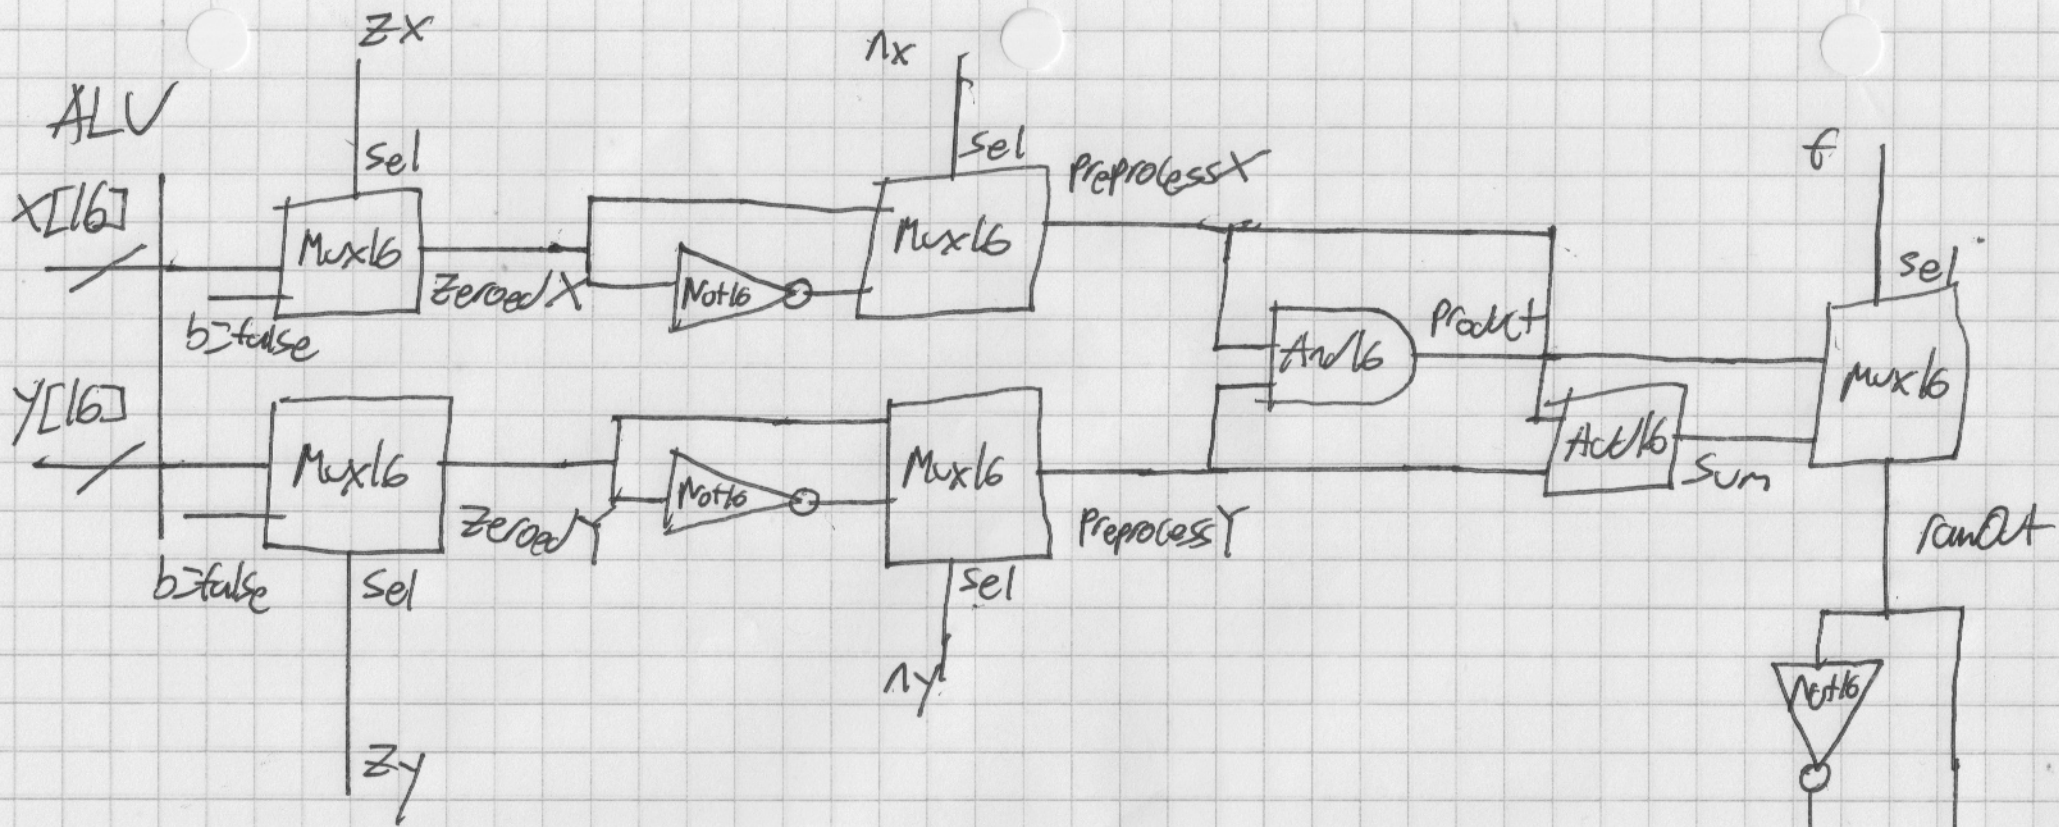 zx
nx
ALU
sel
sel
f
X[16]
preprocessX
sel
Mux16
Mux16
zeroedX
Not16
b=false
And16
Product
Mux16
Y[16]
Mux16
Not16
Mux16
Add16
sum
zeroedY
preprocessY
b=false
sel
sel
ny
Not16
zy